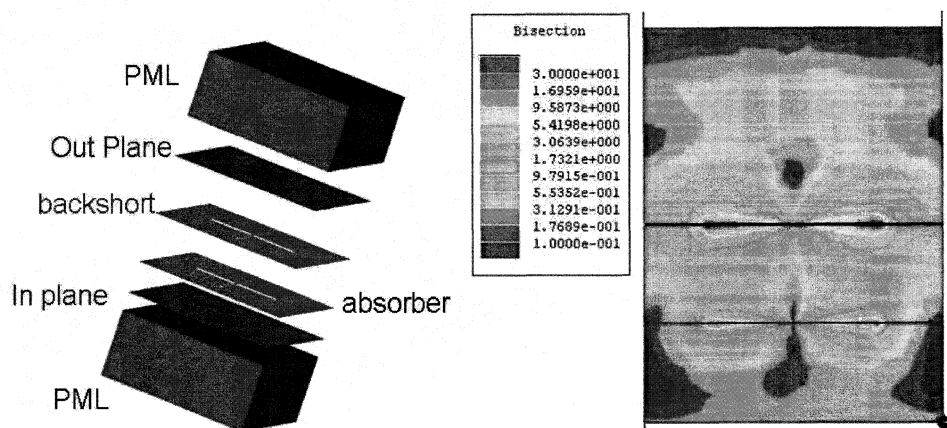 PML
Out Plane
backshort
In plane
absorber
PML
Bisection
3.0000e+001
1.6959e+001
9.5873e+000
5.4198e+000
3.0639e+000
1.7321e+000
9.7915e-001
5.5352e-001
3.1291e-001
1.7689e-001
1.0000e-001